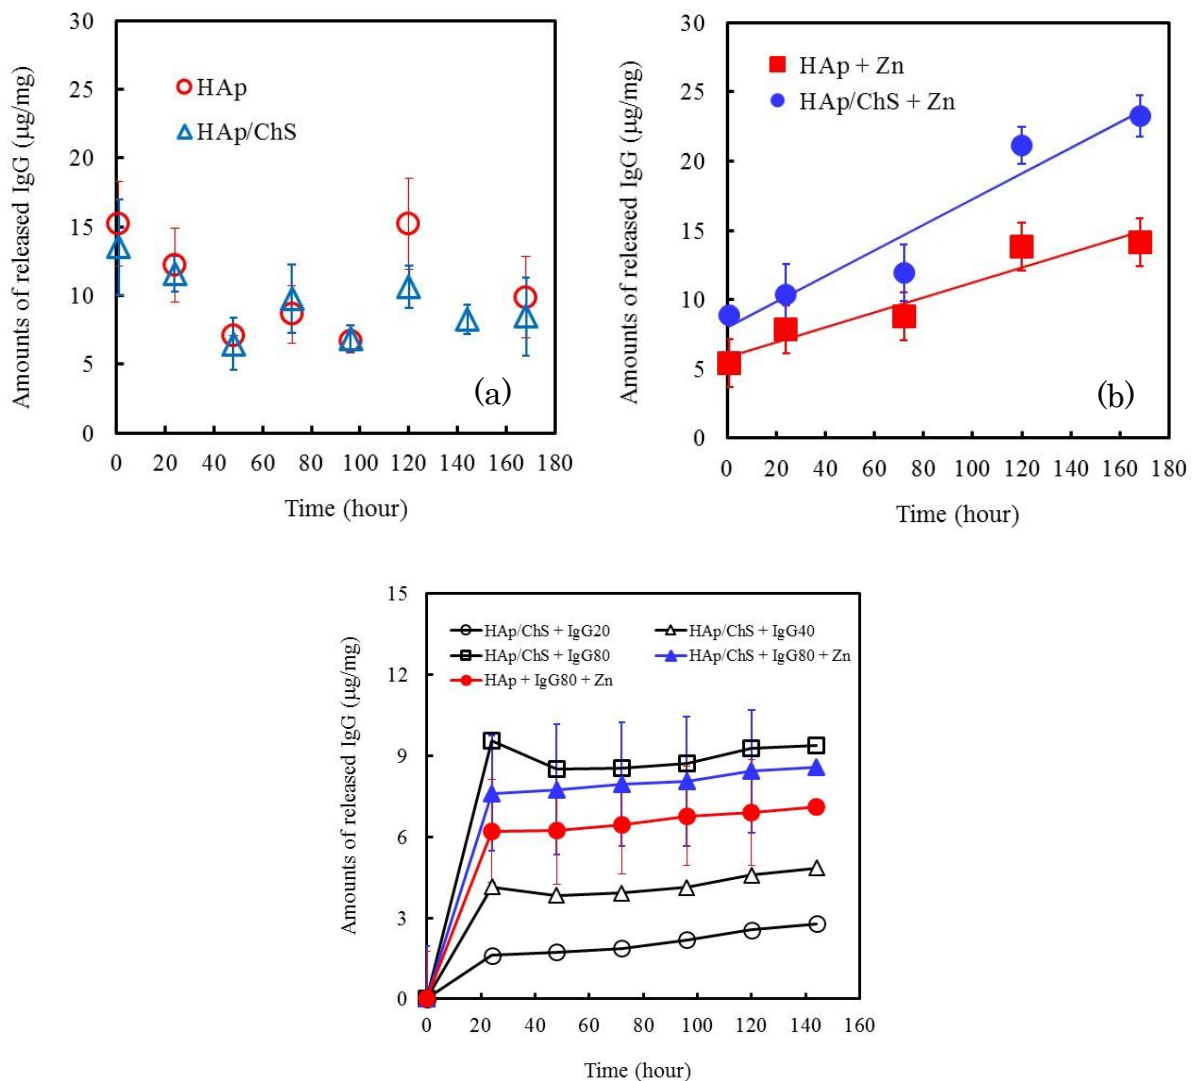 30
25
20
15
10
5
0
Amounts of released IgG (μg/mg)
HAp
HAp/ChS
(a)
0 20 40 60 80 100 120 140 160 180
Time (hour)
30
25
20
15
10
5
0
Amounts of released IgG (μg/mg)
HAp + Zn
HAp/ChS + Zn
(b)
0 20 40 60 80 100 120 140 160 180
Time (hour)
15
12
9
6
3
0
Amounts of released IgG (μg/mg)
HAp/ChS + IgG20 HAp/ChS + IgG40
HAp/ChS + IgG80 HAp/ChS + IgG80 + Zn
HAp + IgG80 + Zn
0 20 40 60 80 100 120 140 160
Time (hour)